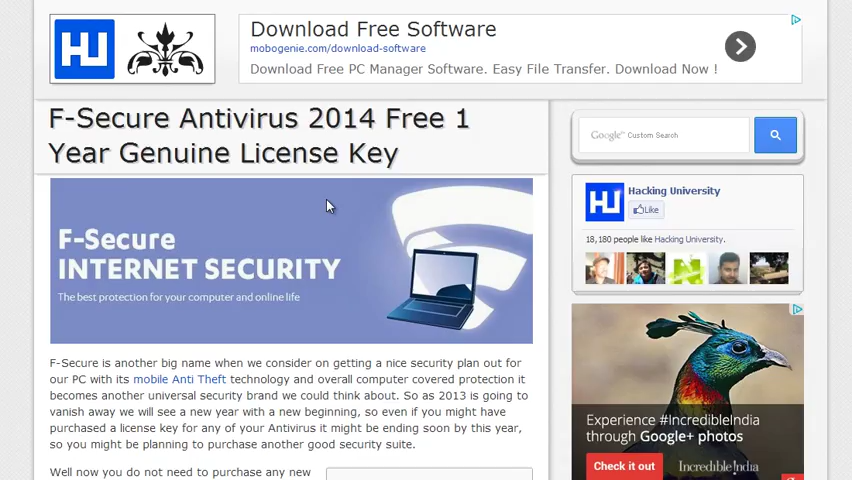 HU
Download Free Software
mobogenie.com/download-software
Download Free PC Manager Software. Easy File Transfer. Download Now !
F-Secure Antivirus 2014 Free 1
Year Genuine License Key
Google™ Custom Search
F-Secure
INTERNET SECURITY
The best protection for your computer and online life
HU
Hacking University
Like
18,180 people like Hacking University.
F-Secure is another big name when we consider on getting a nice security plan out for
our PC with its mobile Anti Theft technology and overall computer covered protection it
becomes another universal security brand we could think about. So as 2013 is going to
vanish away we will see a new year with a new beginning, so even if you might have
purchased a license key for any of your Antivirus it might be ending soon by this year,
so you might be planning to purchase another good security suite.
Well now you do not need to purchase any new
Experience #IncredibleIndia
through Google+ photos
Check it out
Incredible!ndia